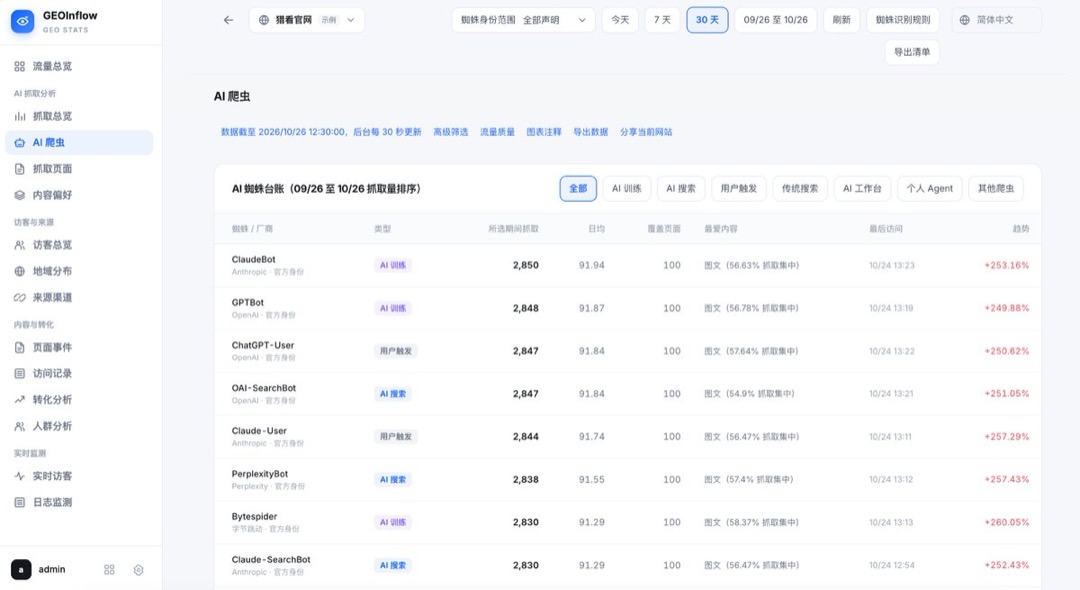 GEOInflow
GEO STATS
流量总览
AI 抓取分析
抓取总览
AI 爬虫
抓取页面
内容偏好
访客与来源
访客总览
地域分布
来源渠道
内容与转化
页面事件
访问记录
转化分析
人群分析
实时监测
实时访客
日志监测
a admin
猎看官网 示例
蜘蛛身份范围 全部声明
今天
7 天
30 天
09/26 至 10/26
刷新
蜘蛛识别规则
简体中文
导出清单
AI 爬虫
数据截至 2026/10/26 12:30:00，后台每 30 秒更新 高级筛选 流量质量 图表注释 导出数据 分享当前网站
AI 蜘蛛台账（09/26 至 10/26 抓取量排序）
全部 AI 训练 AI 搜索 用户触发 传统搜索 AI 工作台 个人 Agent 其他爬虫
蜘蛛 / 厂商 类型 所选期间抓取 日均 覆盖页面 最爱内容 最后访问 趋势
ClaudeBot
Anthropic · 官方身份
AI 训练 2,850 91.94 100 图文（56.63% 抓取集中） 10/24 13:23 +253.16%
GPTBot
OpenAI · 官方身份
AI 训练 2,848 91.87 100 图文（56.78% 抓取集中） 10/24 13:19 +249.88%
ChatGPT-User
OpenAI · 官方身份
用户触发 2,847 91.84 100 图文（57.64% 抓取集中） 10/24 13:22 +250.62%
OAI-SearchBot
OpenAI · 官方身份
AI 搜索 2,847 91.84 100 图文（54.9% 抓取集中） 10/24 13:21 +251.05%
Claude-User
Anthropic · 官方身份
用户触发 2,844 91.74 100 图文（56.47% 抓取集中） 10/24 13:11 +257.29%
PerplexityBot
Perplexity · 官方身份
AI 搜索 2,838 91.55 100 图文（57.4% 抓取集中） 10/24 13:12 +257.43%
Bytespider
字节跳动 · 官方身份
AI 训练 2,830 91.29 100 图文（58.37% 抓取集中） 10/24 13:13 +260.05%
Claude-SearchBot
Anthropic · 官方身份
AI 搜索 2,830 91.29 100 图文（56.47% 抓取集中） 10/24 12:54 +252.43%